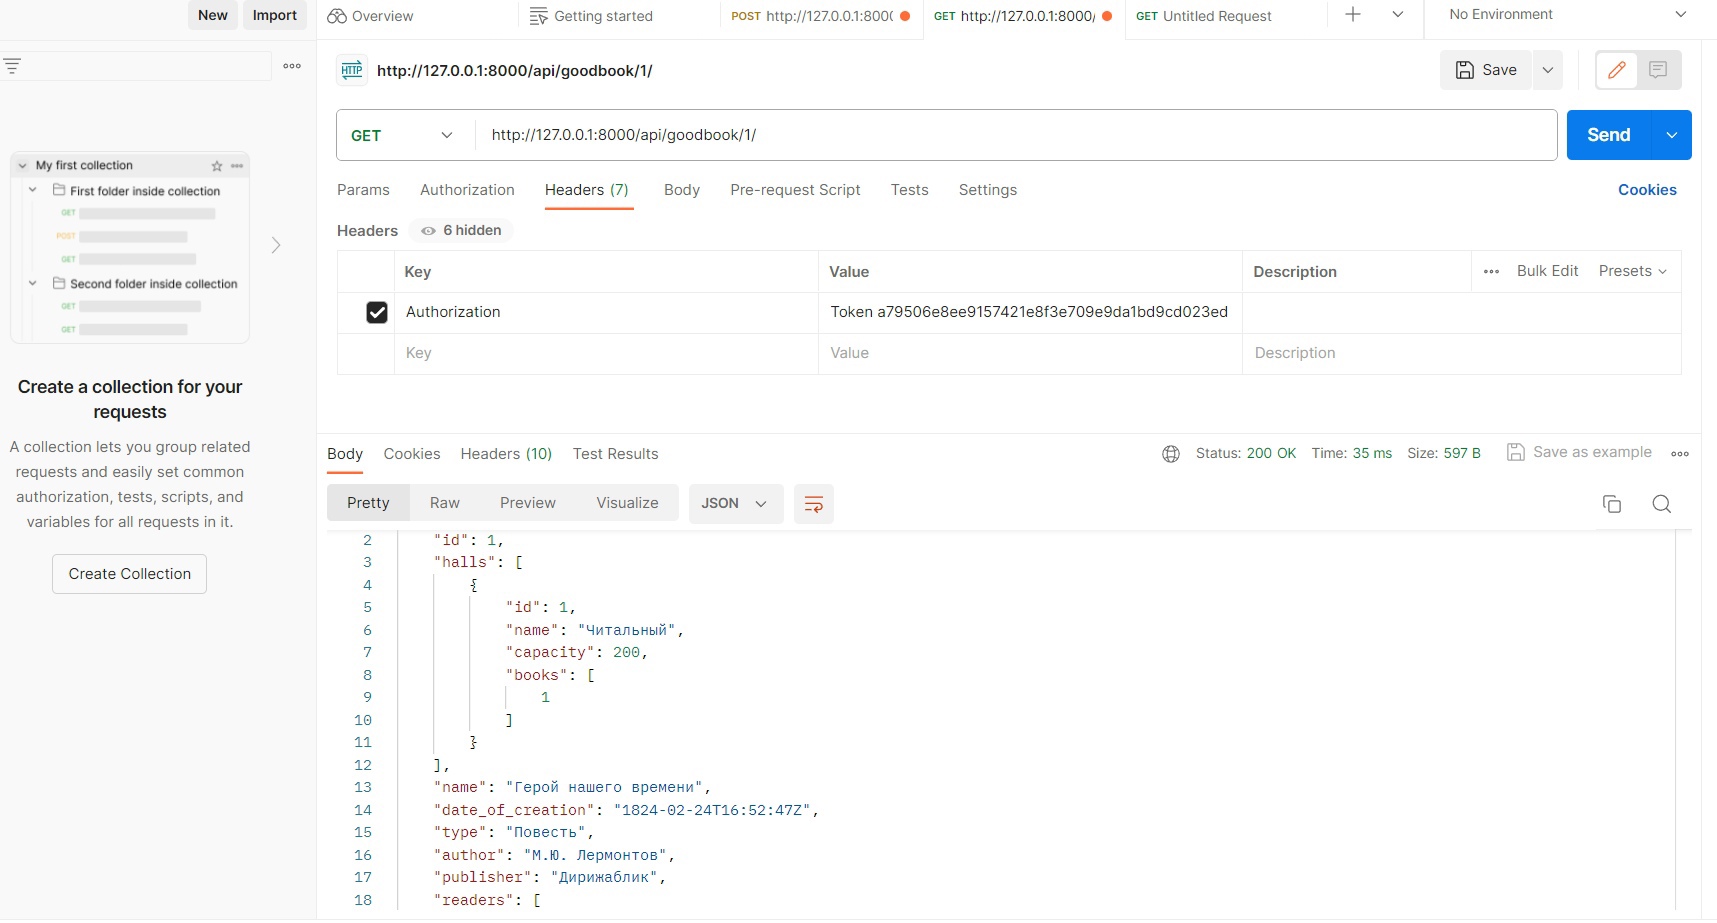 New Import Overview Getting started POST http://127.0.0.1:800( GET http://127.0.0.1:8000/ GET Untitled Request No Environment
http://127.0.0.1:8000/api/goodbook/1/ Save
GET http://127.0.0.1:8000/api/goodbook/1/ Send
Params Authorization Headers (7) Body Pre-request Script Tests Settings Cookies
Headers 6 hidden
Key Value Description Bulk Edit Presets
Authorization Token a79506e8ee9157421e8f3e709e9da1bd9cd023ed
Key Value Description
My first collection
First folder inside collection
GET
POST
GET
Second folder inside collection
GET
GET
Create a collection for your
requests
A collection lets you group related
requests and easily set common
authorization, tests, scripts, and
variables for all requests in it.
Create Collection
Body Cookies Headers (10) Test Results Status: 200 OK Time: 35 ms Size: 597 B Save as example
Pretty Raw Preview Visualize JSON
2 "id": 1,
3 "halls": [
4 {
5 "id": 1,
6 "name": "Читальный",
7 "capacity": 200,
8 "books": [
9 1
10 ]
11 }
12 ],
13 "name": "Герой нашего времени",
14 "date_of_creation": "1824-02-24T16:52:47Z",
15 "type": "Повесть",
16 "author": "М.Ю. Лермонтов",
17 "publisher": "Дирижаблик",
18 "readers": [